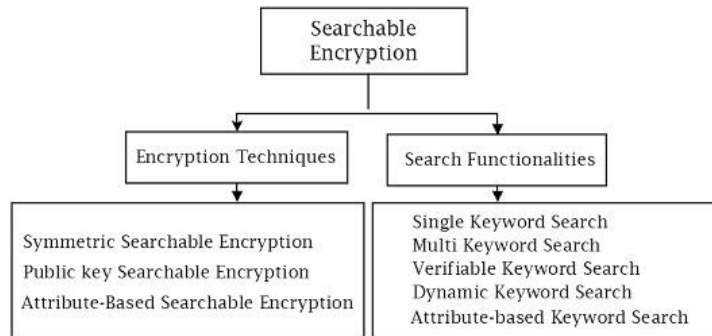 Searchable
Encryption
Encryption Techniques
Search Functionalities
Symmetric Searchable Encryption
Public key Searchable Encryption
Attribute-Based Searchable Encryption
Single Keyword Search
Multi Keyword Search
Verifiable Keyword Search
Dynamic Keyword Search
Attribute-based Keyword Search